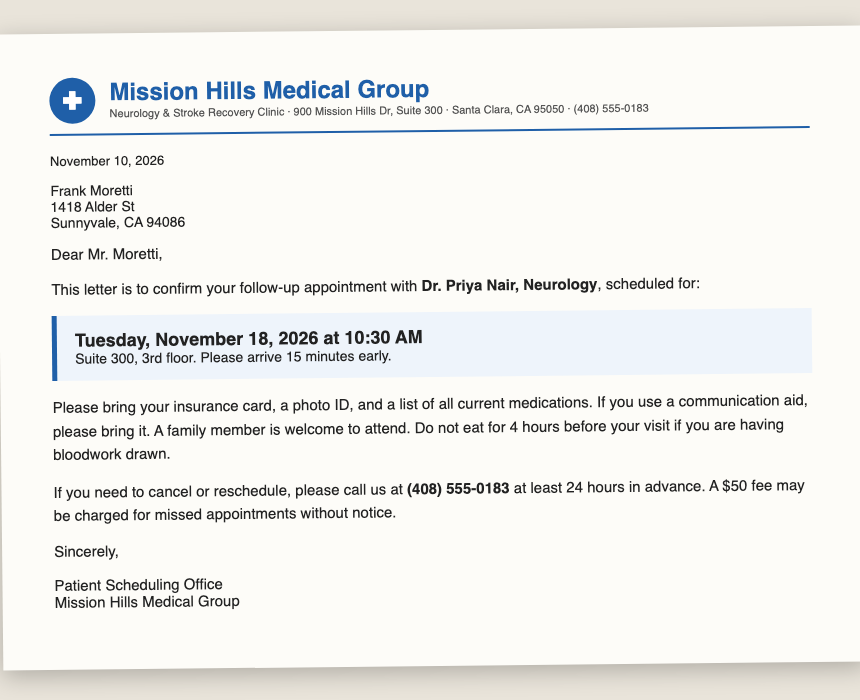 Mission Hills Medical Group
Neurology & Stroke Recovery Clinic · 900 Mission Hills Dr, Suite 300 · Santa Clara, CA 95050 · (408) 555-0183
November 10, 2026
Frank Moretti
1418 Alder St
Sunnyvale, CA 94086
Dear Mr. Moretti,
This letter is to confirm your follow-up appointment with Dr. Priya Nair, Neurology, scheduled for:
Tuesday, November 18, 2026 at 10:30 AM
Suite 300, 3rd floor. Please arrive 15 minutes early.
Please bring your insurance card, a photo ID, and a list of all current medications. If you use a communication aid,
please bring it. A family member is welcome to attend. Do not eat for 4 hours before your visit if you are having
bloodwork drawn.
If you need to cancel or reschedule, please call us at (408) 555-0183 at least 24 hours in advance. A $50 fee may
be charged for missed appointments without notice.
Sincerely,
Patient Scheduling Office
Mission Hills Medical Group